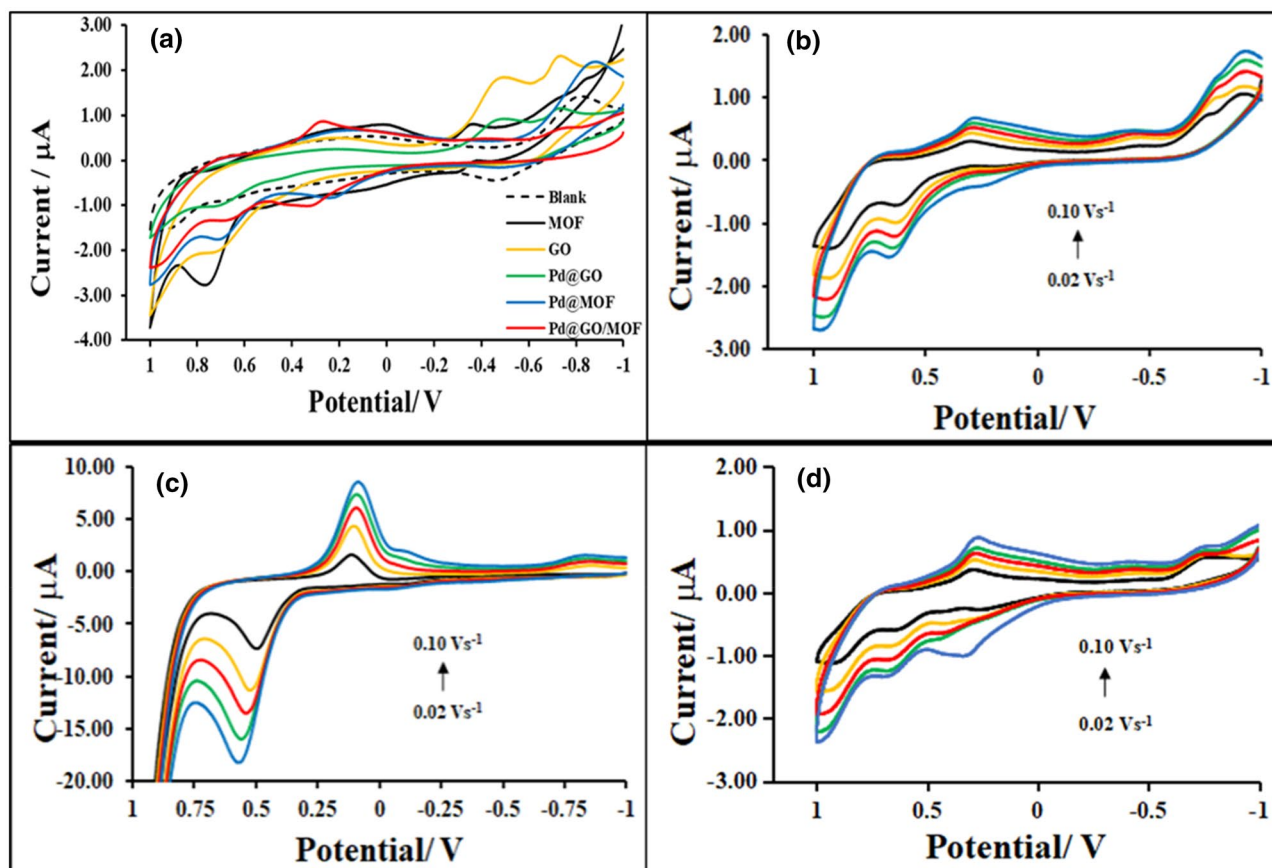 (a)
Current / μA
3.00
2.00
1.00
0.00
-1.00
-2.00
-3.00
-4.00
1 0.8 0.6 0.4 0.2 0 -0.2 -0.4 -0.6 -0.8 -1
Potential/ V
Blank
MOF
GO
Pd@GO
Pd@MOF
Pd@GO/MOF
(b)
Current/ μA
2.00
1.00
0.00
-1.00
-2.00
-3.00
1 0.5 0 -0.5 -1
Potential/ V
0.10 Vs-1
0.02 Vs-1
(c)
Current/ μA
10.00
5.00
0.00
-5.00
-10.00
-15.00
-20.00
1 0.75 0.5 0.25 0 -0.25 -0.5 -0.75 -1
Potential/ V
0.10 Vs-1
0.02 Vs-1
(d)
Current/ μA
2.00
1.00
0.00
-1.00
-2.00
-3.00
1 0.5 0 -0.5 -1
Potential/ V
0.10 Vs-1
0.02 Vs-1